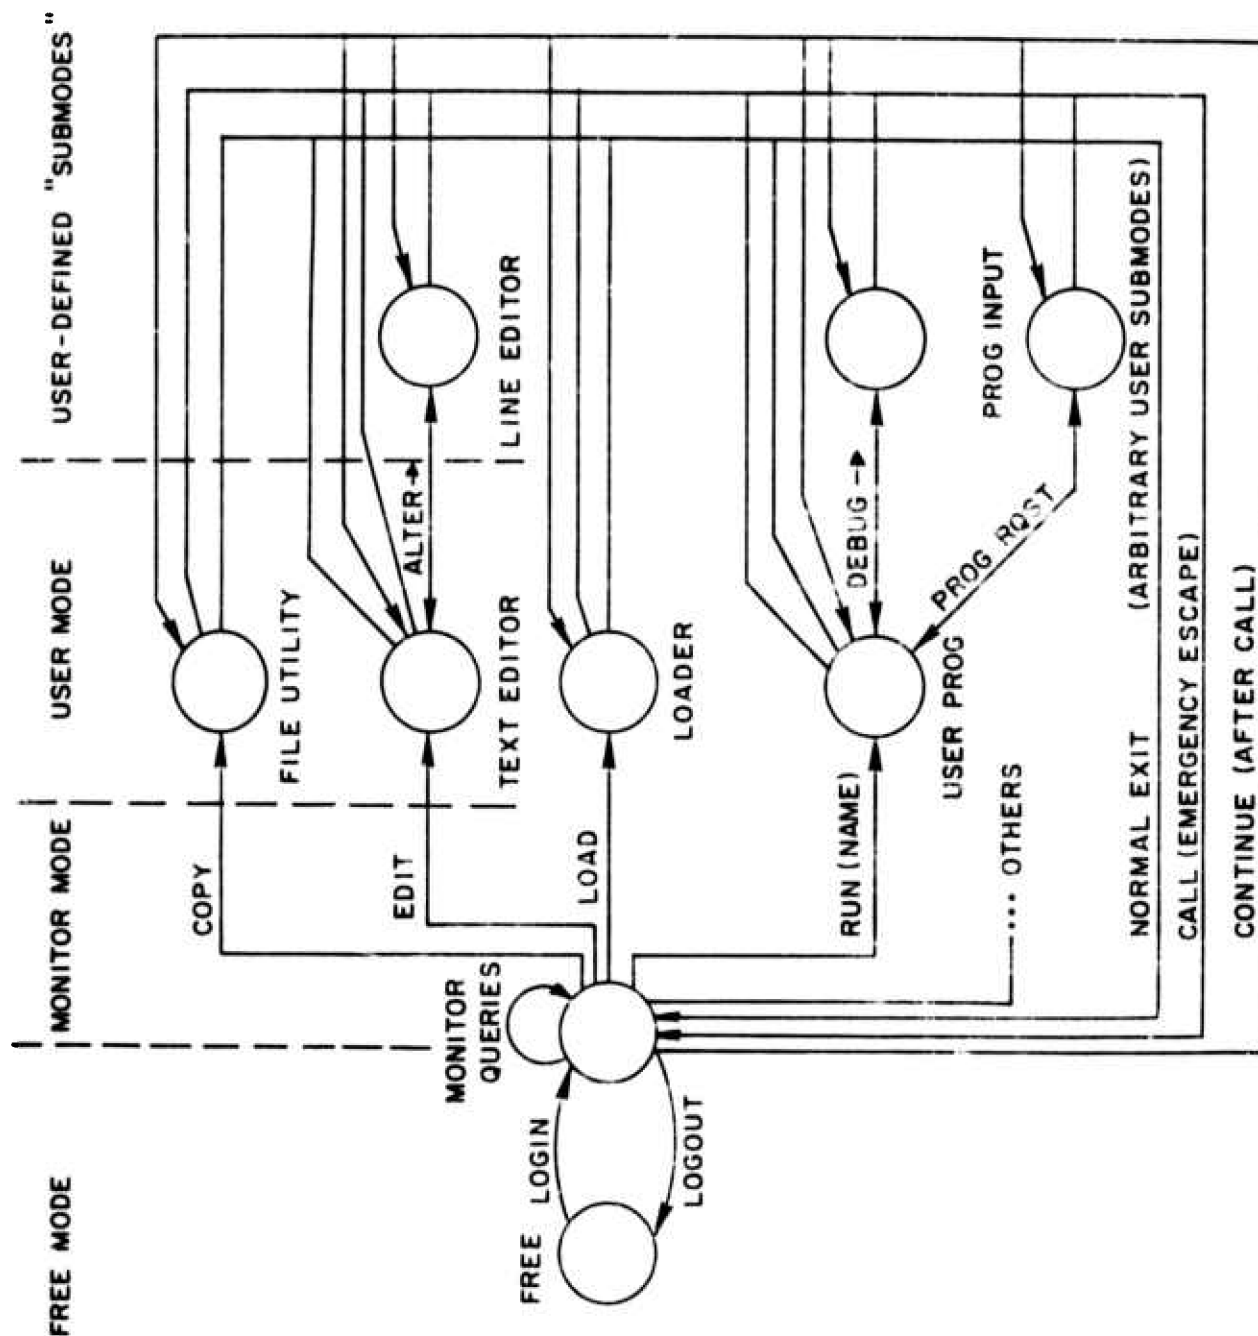 FREE MODE
MONITOR MODE
USER MODE
USER-DEFINED "SUBMODES"
COPY
FILE UTILITY
EDIT
TEXT EDITOR
ALTER
LINE EDITOR
MONITOR
QUERIES
FREE
LOGIN
LOGOUT
LOAD
LOADER
RUN (NAME)
USER PROG
DEBUG
PROG RQST
PROG INPUT
... OTHERS
NORMAL EXIT
(ARBITRARY USER SUBMODES)
CALL (EMERGENCY ESCAPE)
CONTINUE (AFTER CALL)